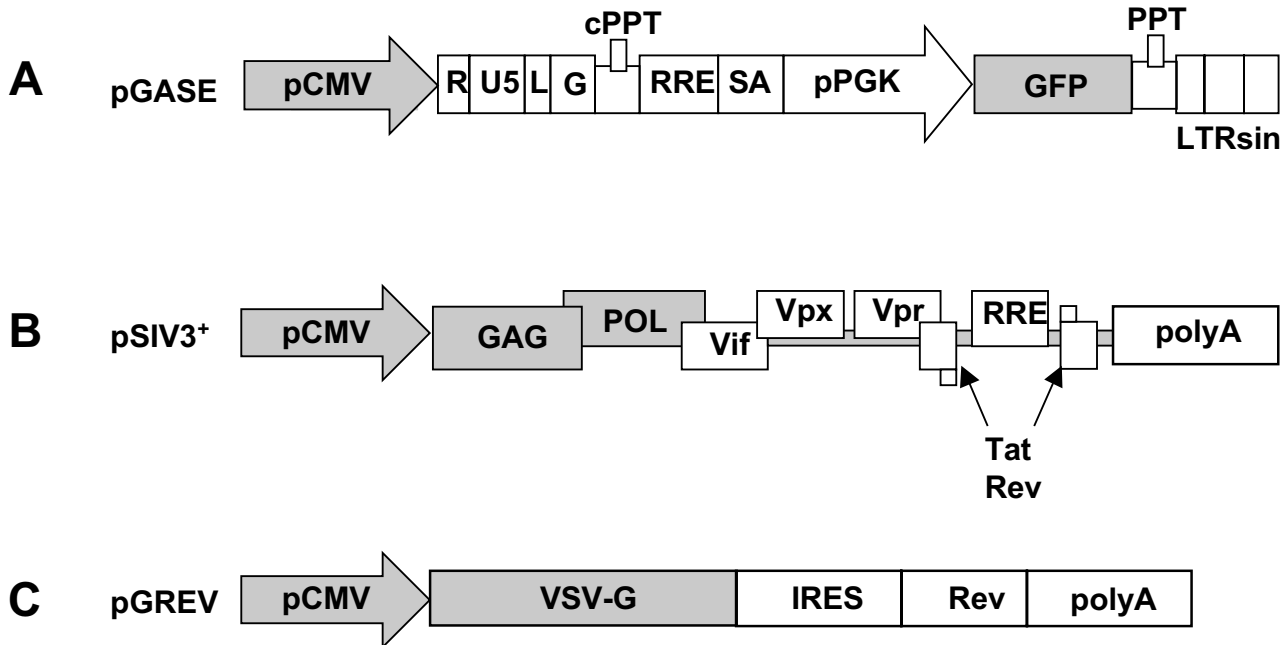 cPPT PPT
A pGASE pCMV R U5 L G RRE SA pPGK GFP
LTRsin
B pSIV3⁺ pCMV GAG POL Vif Vpx Vpr RRE polyA
Tat
Rev
C pGREV pCMV VSV-G IRES Rev polyA